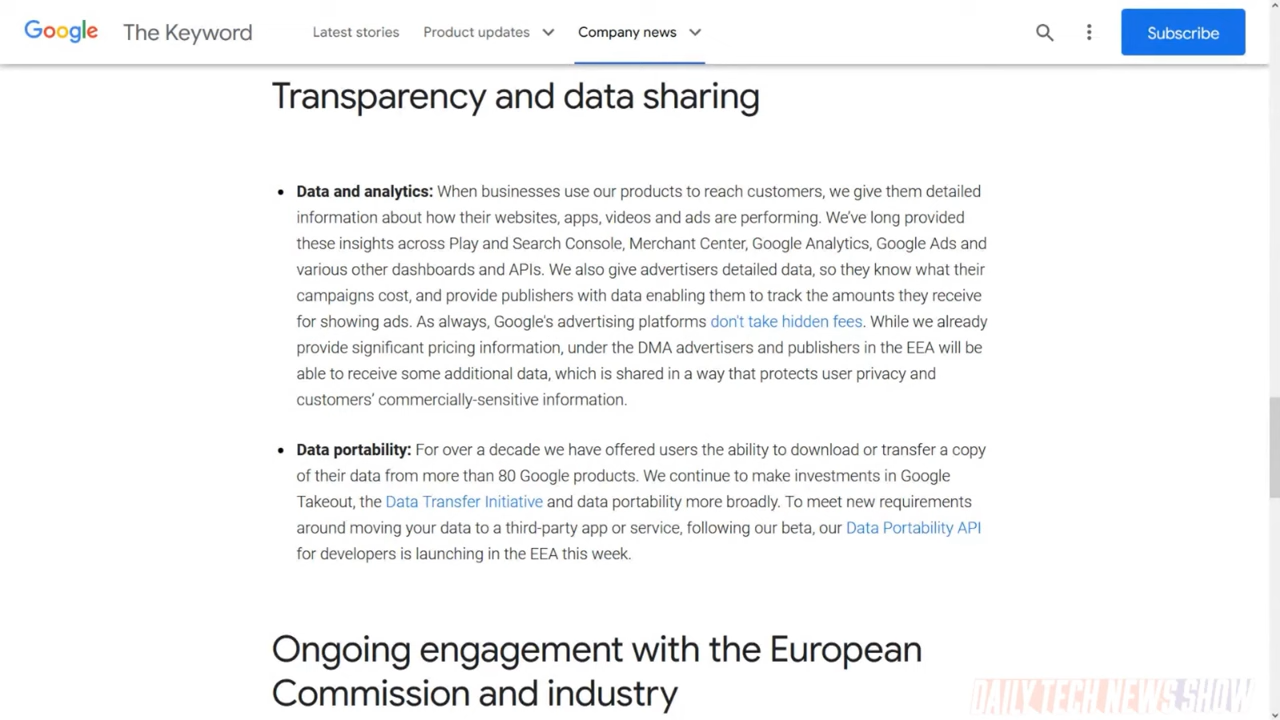 Google The Keyword Latest stories Product updates Company news Subscribe
Transparency and data sharing
• Data and analytics: When businesses use our products to reach customers, we give them detailed
information about how their websites, apps, videos and ads are performing. We've long provided
these insights across Play and Search Console, Merchant Center, Google Analytics, Google Ads and
various other dashboards and APIs. We also give advertisers detailed data, so they know what their
campaigns cost, and provide publishers with data enabling them to track the amounts they receive
for showing ads. As always, Google's advertising platforms don't take hidden fees. While we already
provide significant pricing information, under the DMA advertisers and publishers in the EEA will be
able to receive some additional data, which is shared in a way that protects user privacy and
customers’ commercially-sensitive information.
• Data portability: For over a decade we have offered users the ability to download or transfer a copy
of their data from more than 80 Google products. We continue to make investments in Google
Takeout, the Data Transfer Initiative and data portability more broadly. To meet new requirements
around moving your data to a third-party app or service, following our beta, our Data Portability API
for developers is launching in the EEA this week.
Ongoing engagement with the European
Commission and industry
DAILY TECH NEWS SHOW